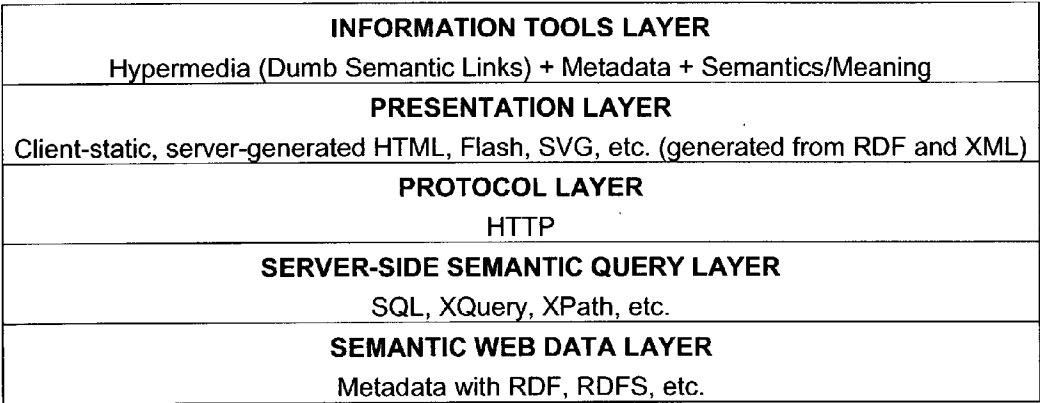 INFORMATION TOOLS LAYER
Hypermedia (Dumb Semantic Links) + Metadata + Semantics/Meaning
PRESENTATION LAYER
Client-static, server-generated HTML, Flash, SVG, etc. (generated from RDF and XML)
PROTOCOL LAYER
HTTP
SERVER-SIDE SEMANTIC QUERY LAYER
SQL, XQuery, XPath, etc.
SEMANTIC WEB DATA LAYER
Metadata with RDF, RDFS, etc.